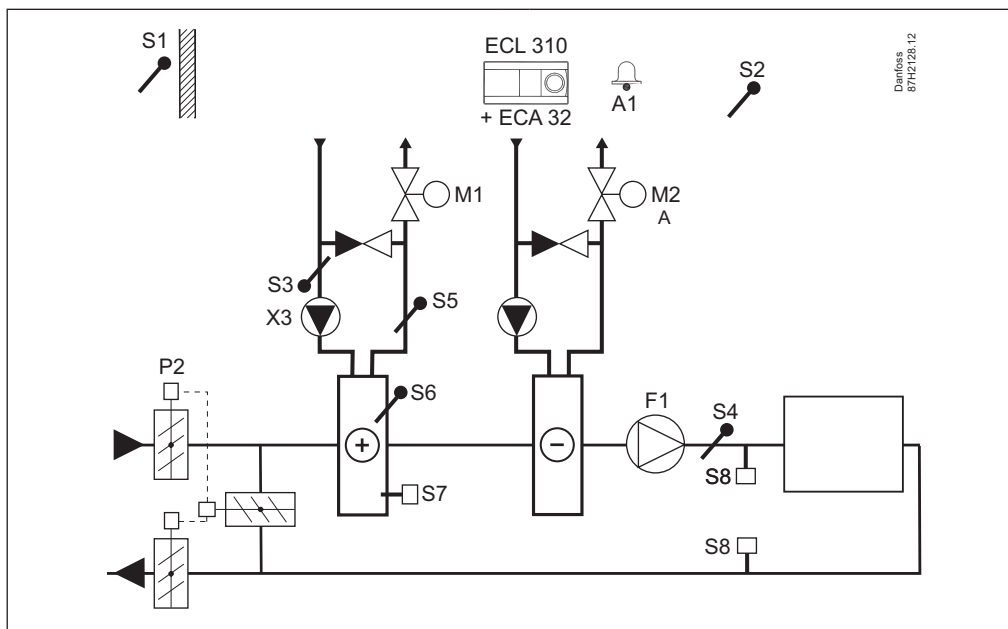 S1
ECL 310
+ ECA 32
A1
S2
Danfoss
87H2128.12
M1
M2
A
S3
S5
X3
P2
S6
F1
S4
+
−
S7
S8
S8